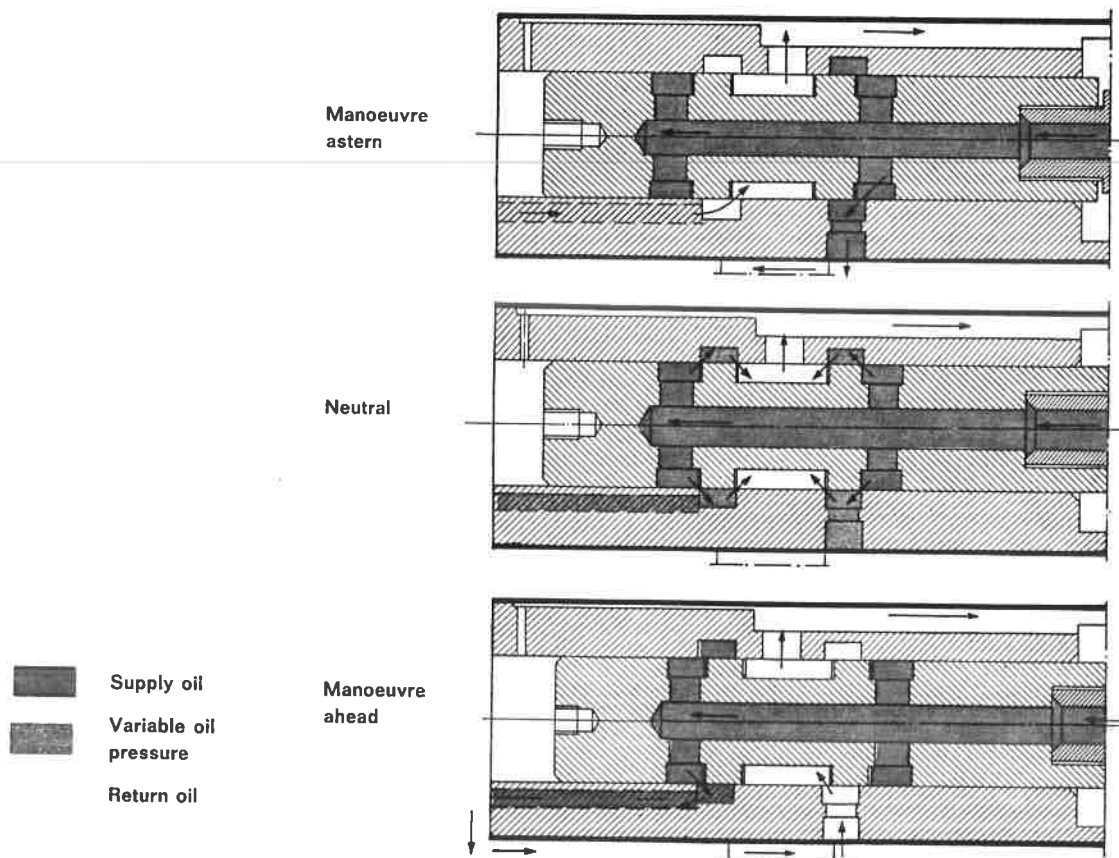 Manoeuvre
astern
Neutral
Manoeuvre
ahead
Supply oil
Variable oil
pressure
Return oil